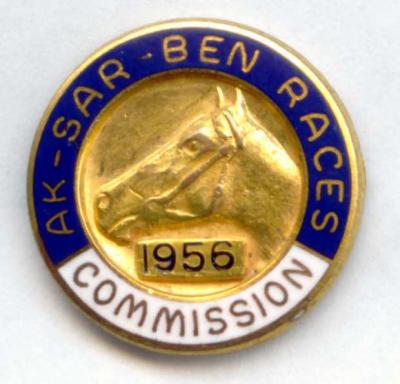 AK-SAR-BEN RACES
1956
COMMISSION